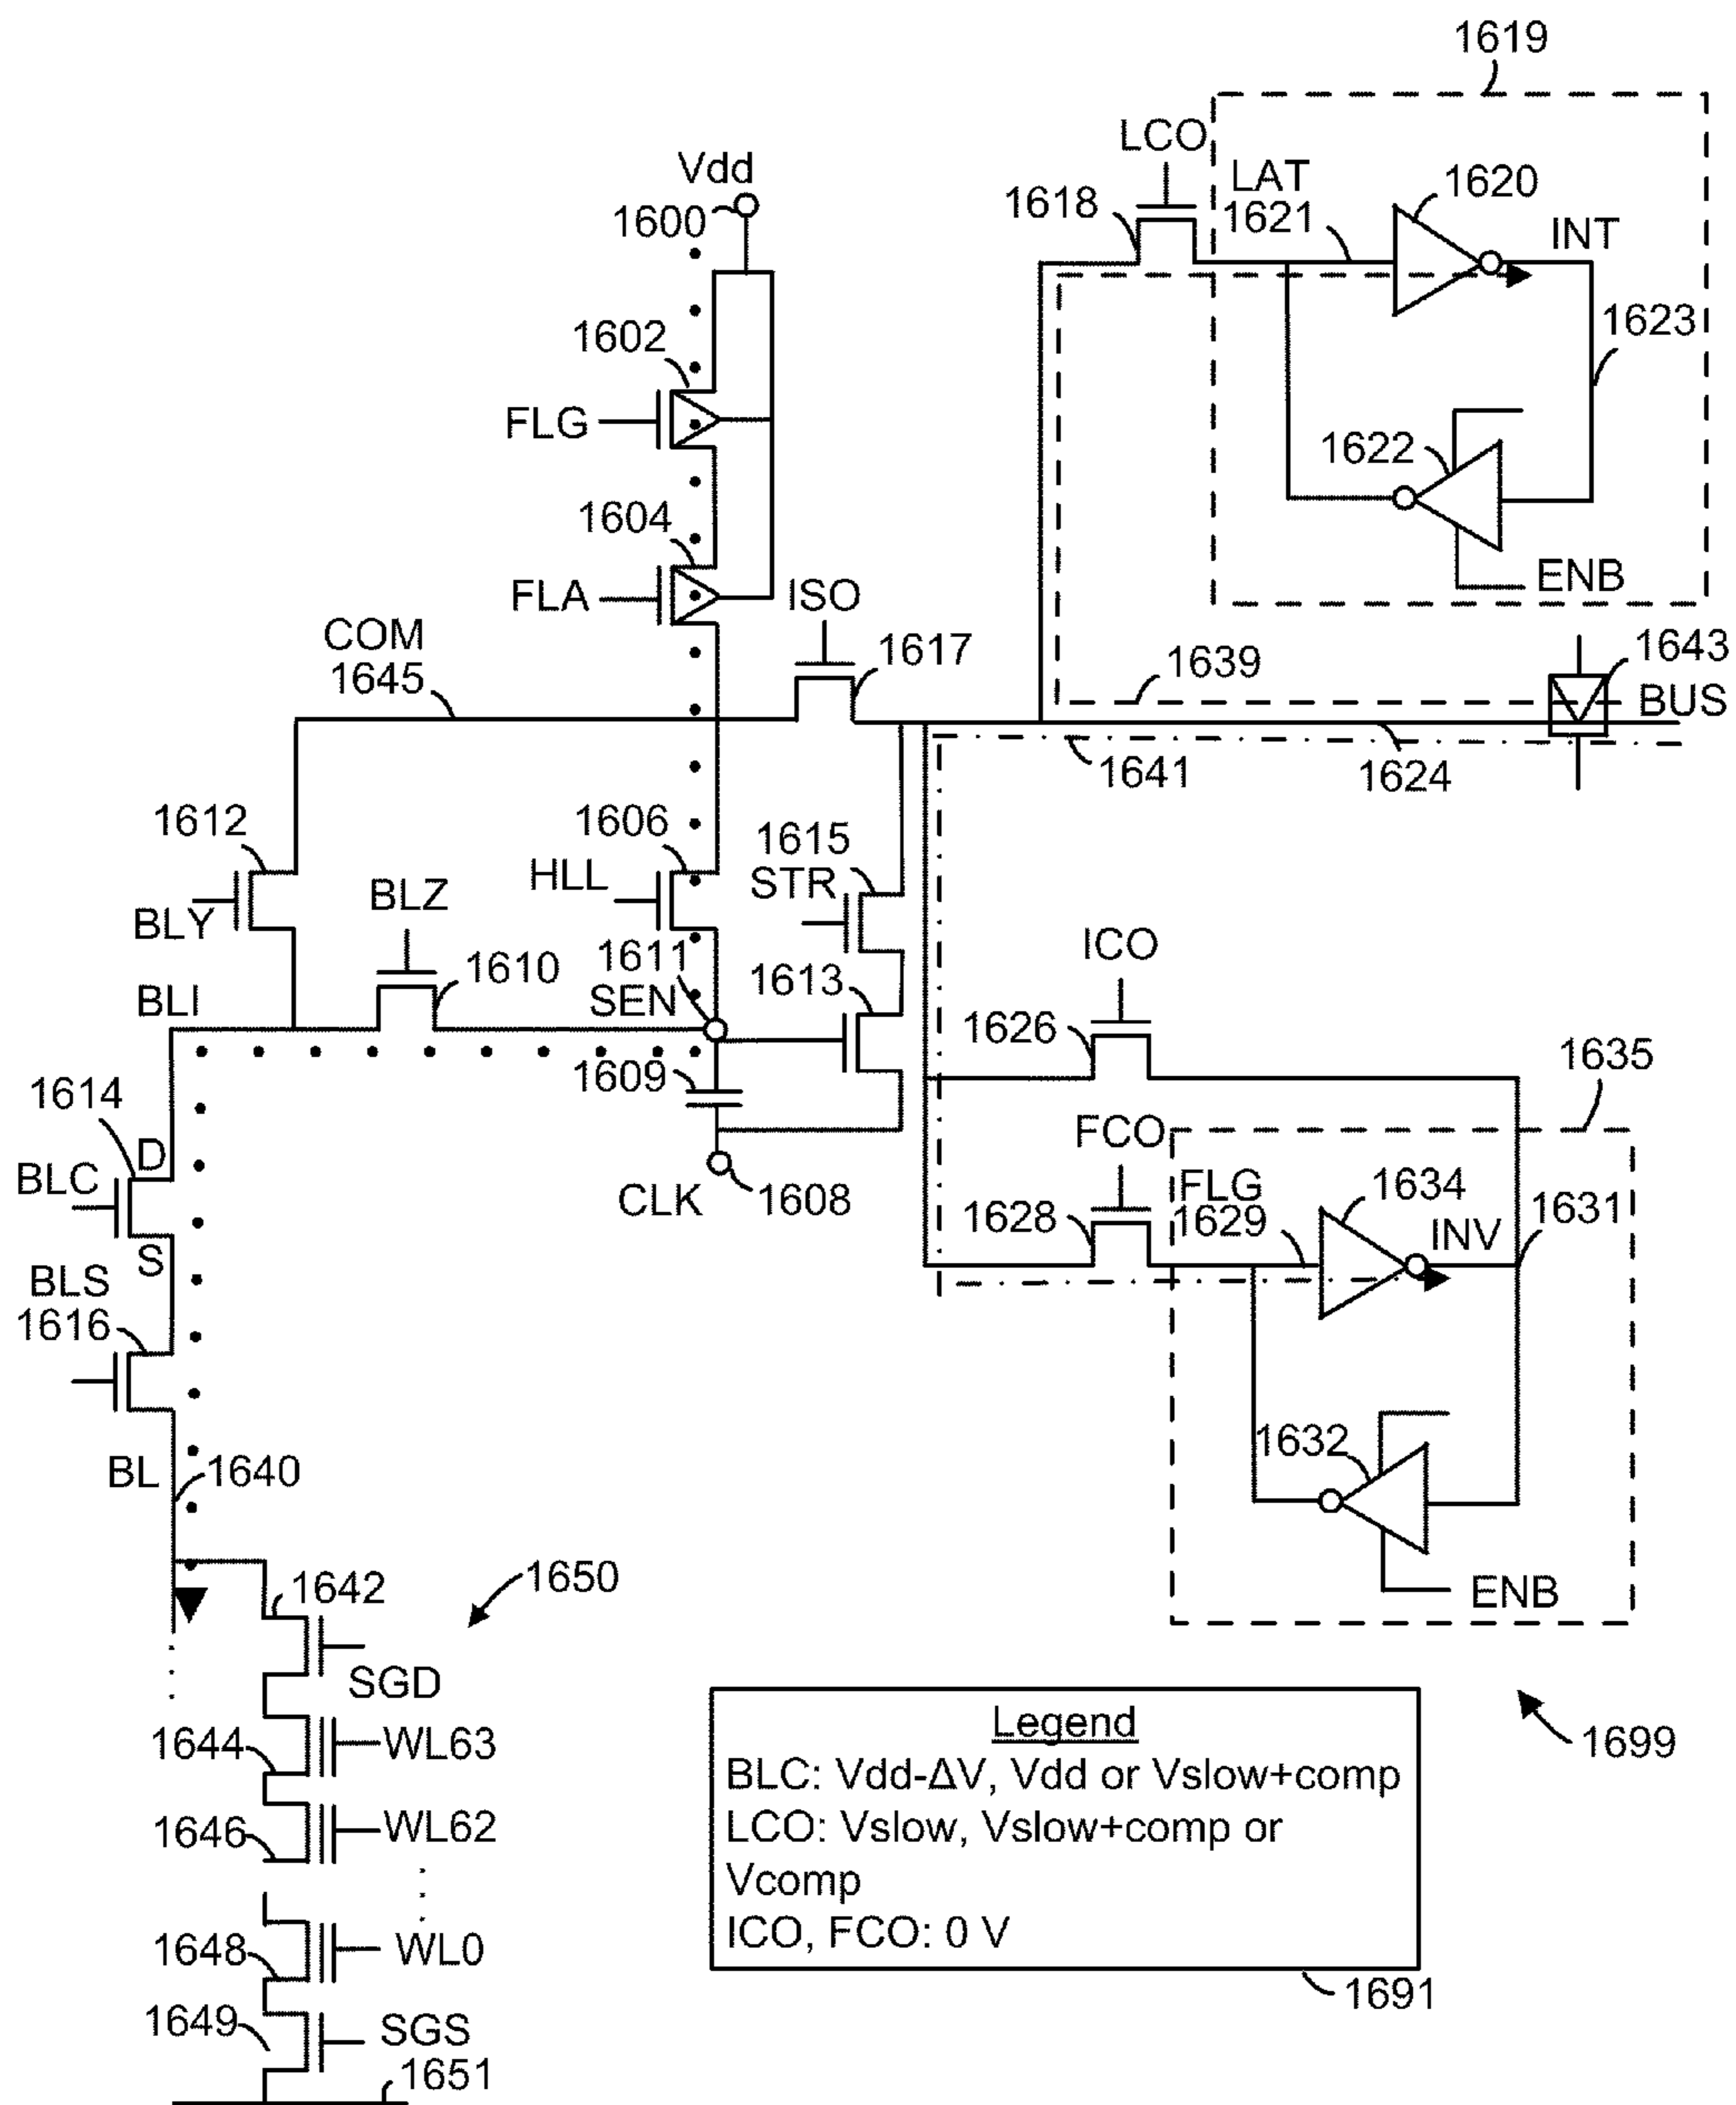 1619
LCO
Vdd
1600
1618
LAT
1621
1620
INT
1602
1623
FLG
1622
1604
FLA
ISO
ENB
COM
1645
1617
1639
1643
BUS
1641
1624
1612
1606
1615
STR
HLL
BLZ
BLY
ICO
1611
SEN
1610
1613
BLI
1626
1609
1635
1614
D
FCO
BLC
CLK
1608
FLG
1629
1634
1628
INV
1631
S
BLS
1616
1632
BL
1640
1650
1642
ENB
SGD
1644
WL63
1646
WL62
1648
WL0
1649
SGS
1651
Legend
BLC: Vdd-ΔV, Vdd or Vslow+comp
LCO: Vslow, Vslow+comp or
Vcomp
ICO, FCO: 0 V
1691
1699